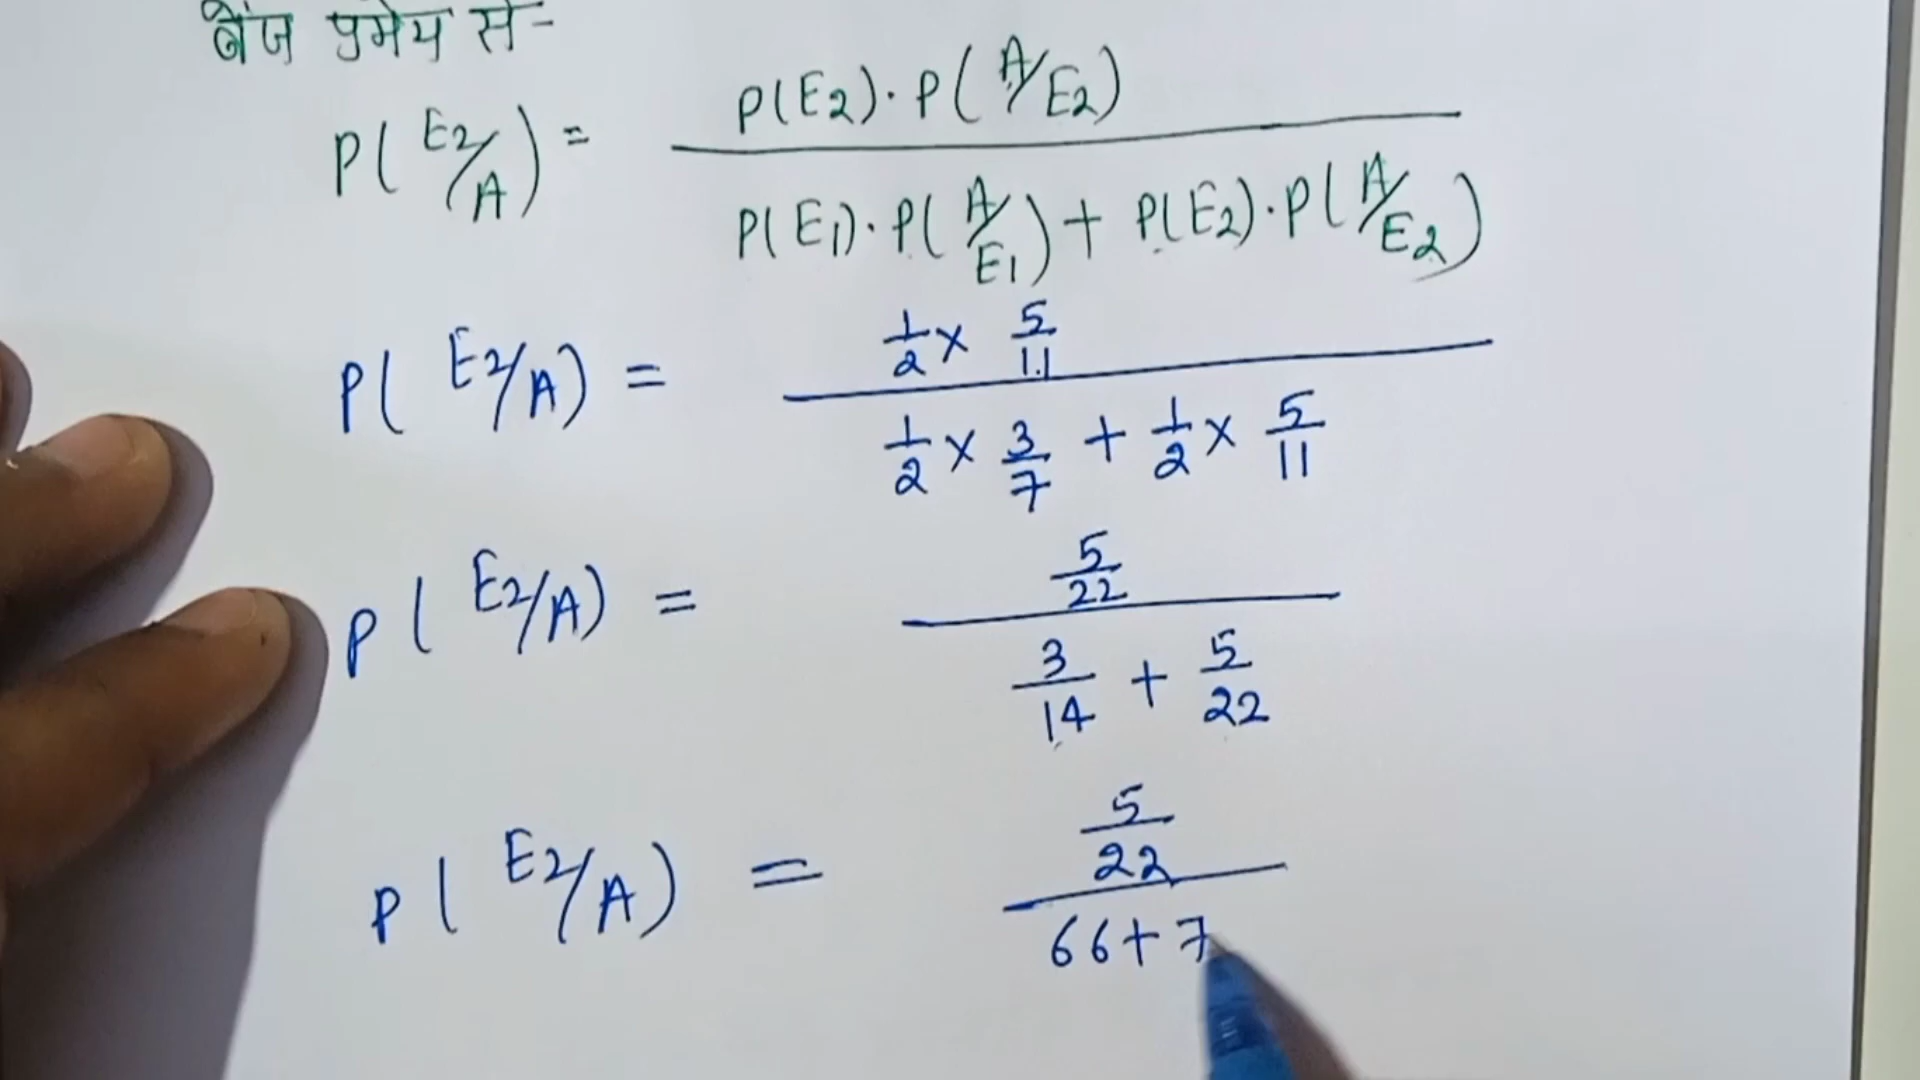 बेज प्रमेय से-
P(E2/A) = P(E2)·P(A/E2) / P(E1)·P(A/E1) + P(E2)·P(A/E2)
P(E2/A) = 1/2 × 5/11 / 1/2 × 3/7 + 1/2 × 5/11
P(E2/A) = 5/22 / 3/14 + 5/22
P(E2/A) = 5/22 / 66+7